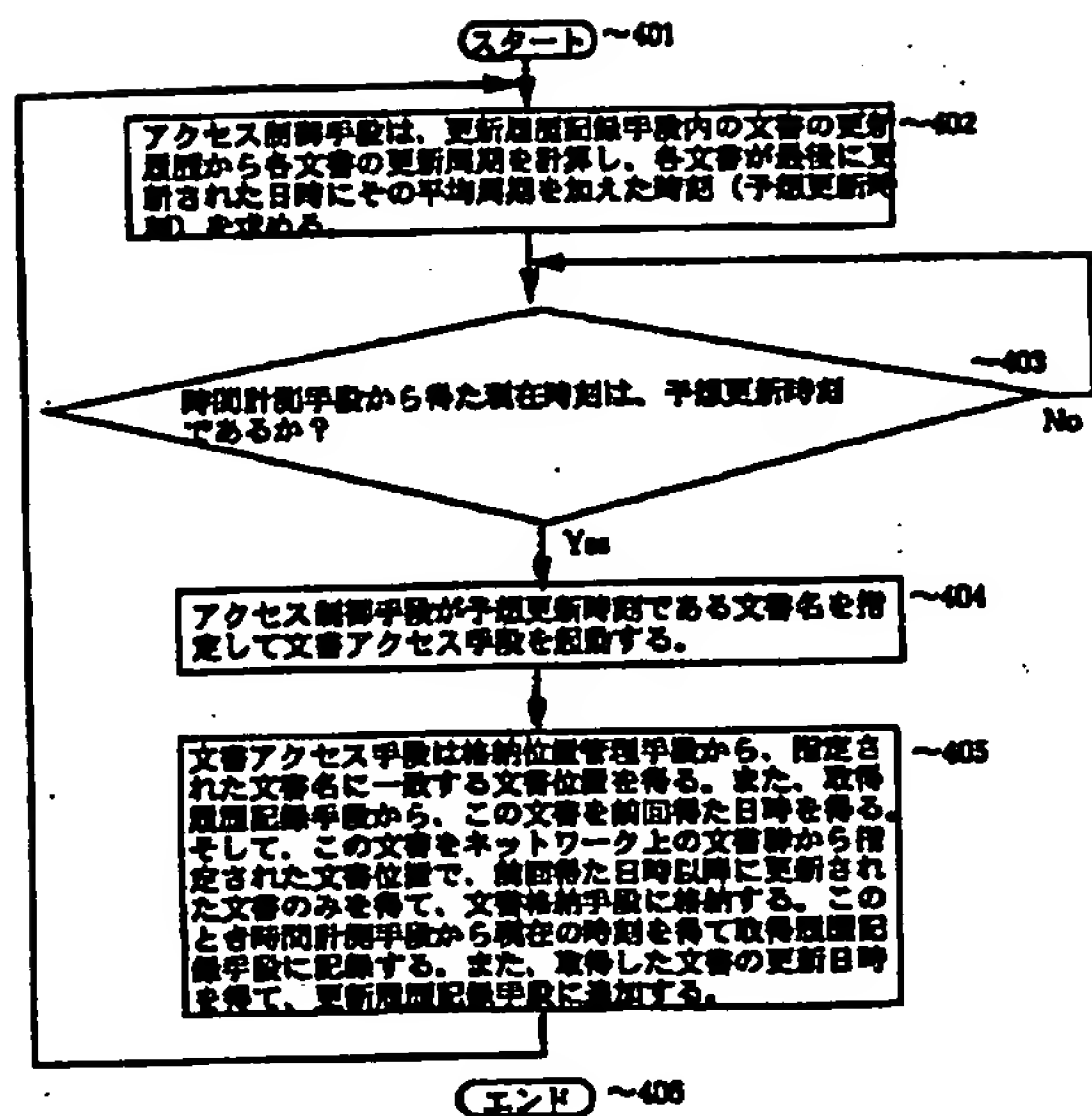 スタート ~401
アクセス制御手段は、更新履歴記録手段内の文書の更新 ~402
履歴から各文書の更新周期を計算し、各文書が最後に更
新された日時にその平均周期を加えた時刻(予想更新時
刻)を求める
~403
時間計測手段から得た現在時刻は、予想更新時刻
であるか?
No
Yes
アクセス制御手段が予想更新時刻である文書名を指 ~404
定して文書アクセス手段を起動する。
文書アクセス手段は格納位置管理手段から、指定さ ~405
れた文書名に一致する文書位置を得る。また、取得
履歴記録手段から、この文書を前回得た日時を得る。
そして、この文書をネットワーク上の文書群から指
定された文書位置で、前回得た日時以降に更新され
た文書のみを得て、文書格納手段に格納する。この
とき時間計測手段から現在の時刻を得て取得履歴記
録手段に記録する。また、取得した文書の更新日時
を得て、更新履歴記録手段に追加する。
エンド ~406